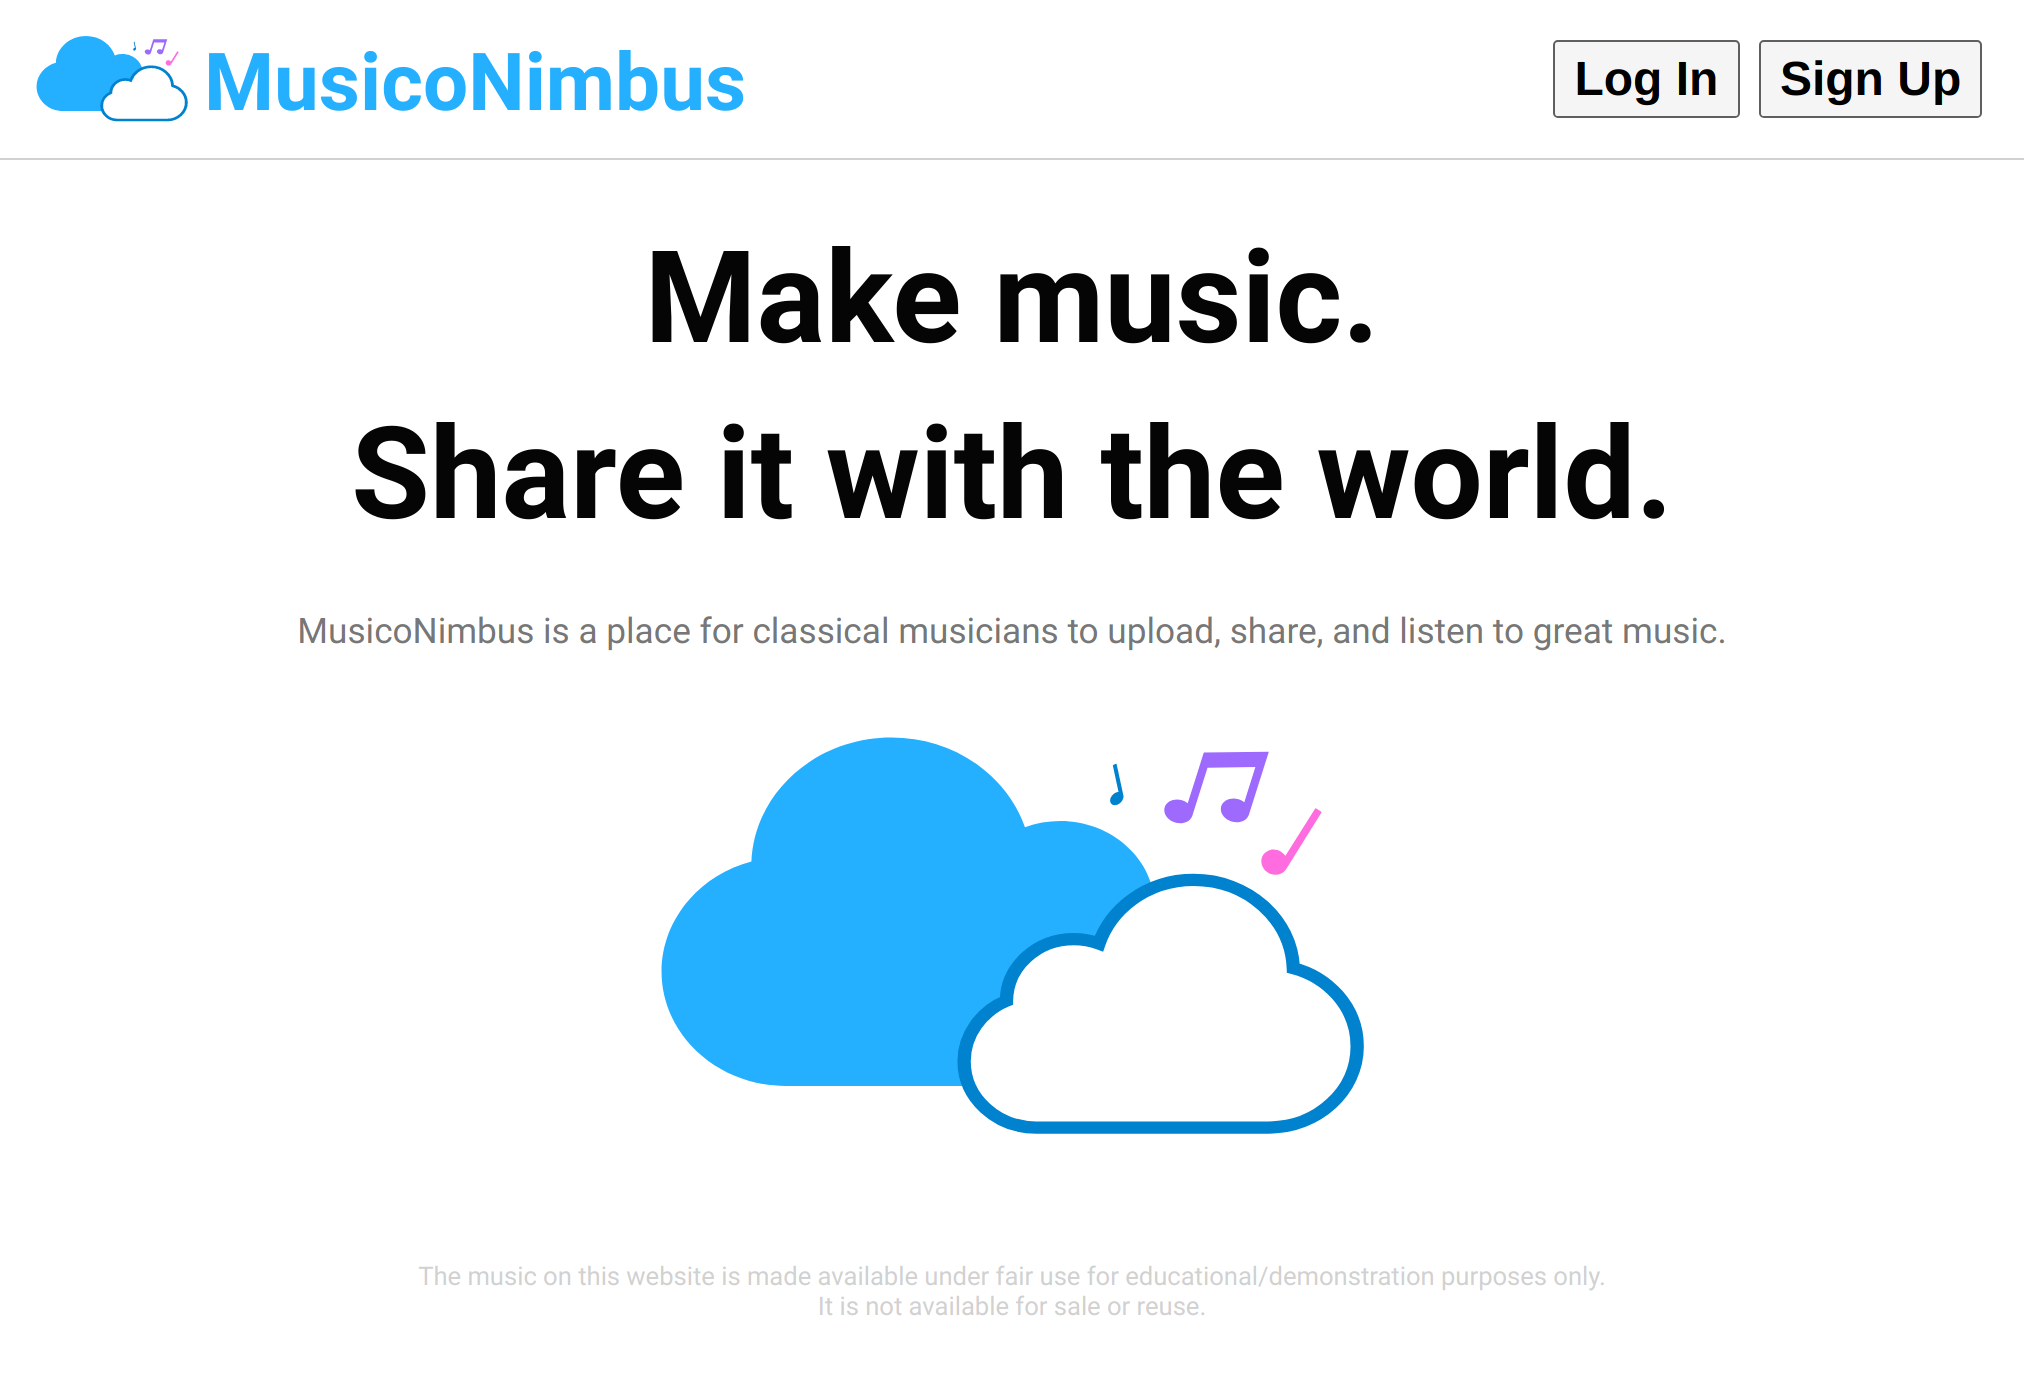 MusicoNimbus
Log In
Sign Up
Make music.
Share it with the world.
MusicoNimbus is a place for classical musicians to upload, share, and listen to great music.
The music on this website is made available under fair use for educational/demonstration purposes only.
It is not available for sale or reuse.